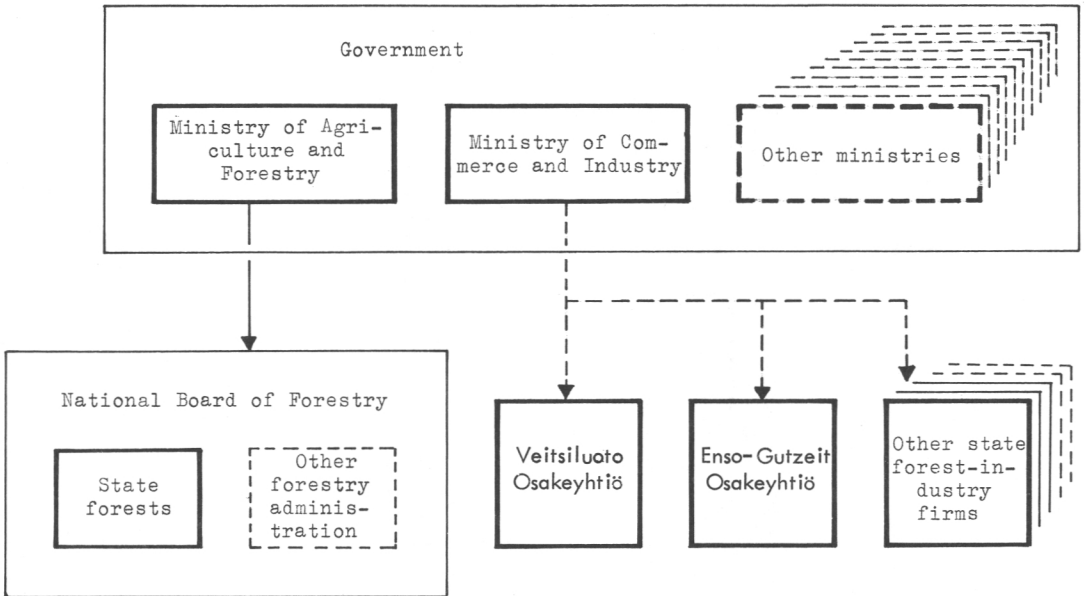 Government
Ministry of Agri-
culture and
Forestry
Ministry of Com-
merce and Industry
Other ministries
National Board of Forestry
State
forests
Other
forestry
adminis-
tration
Veitsiluoto
Osakeyhtiö
Enso-Gutzeit
Osakeyhtiö
Other state
forest-in-
dustry
firms